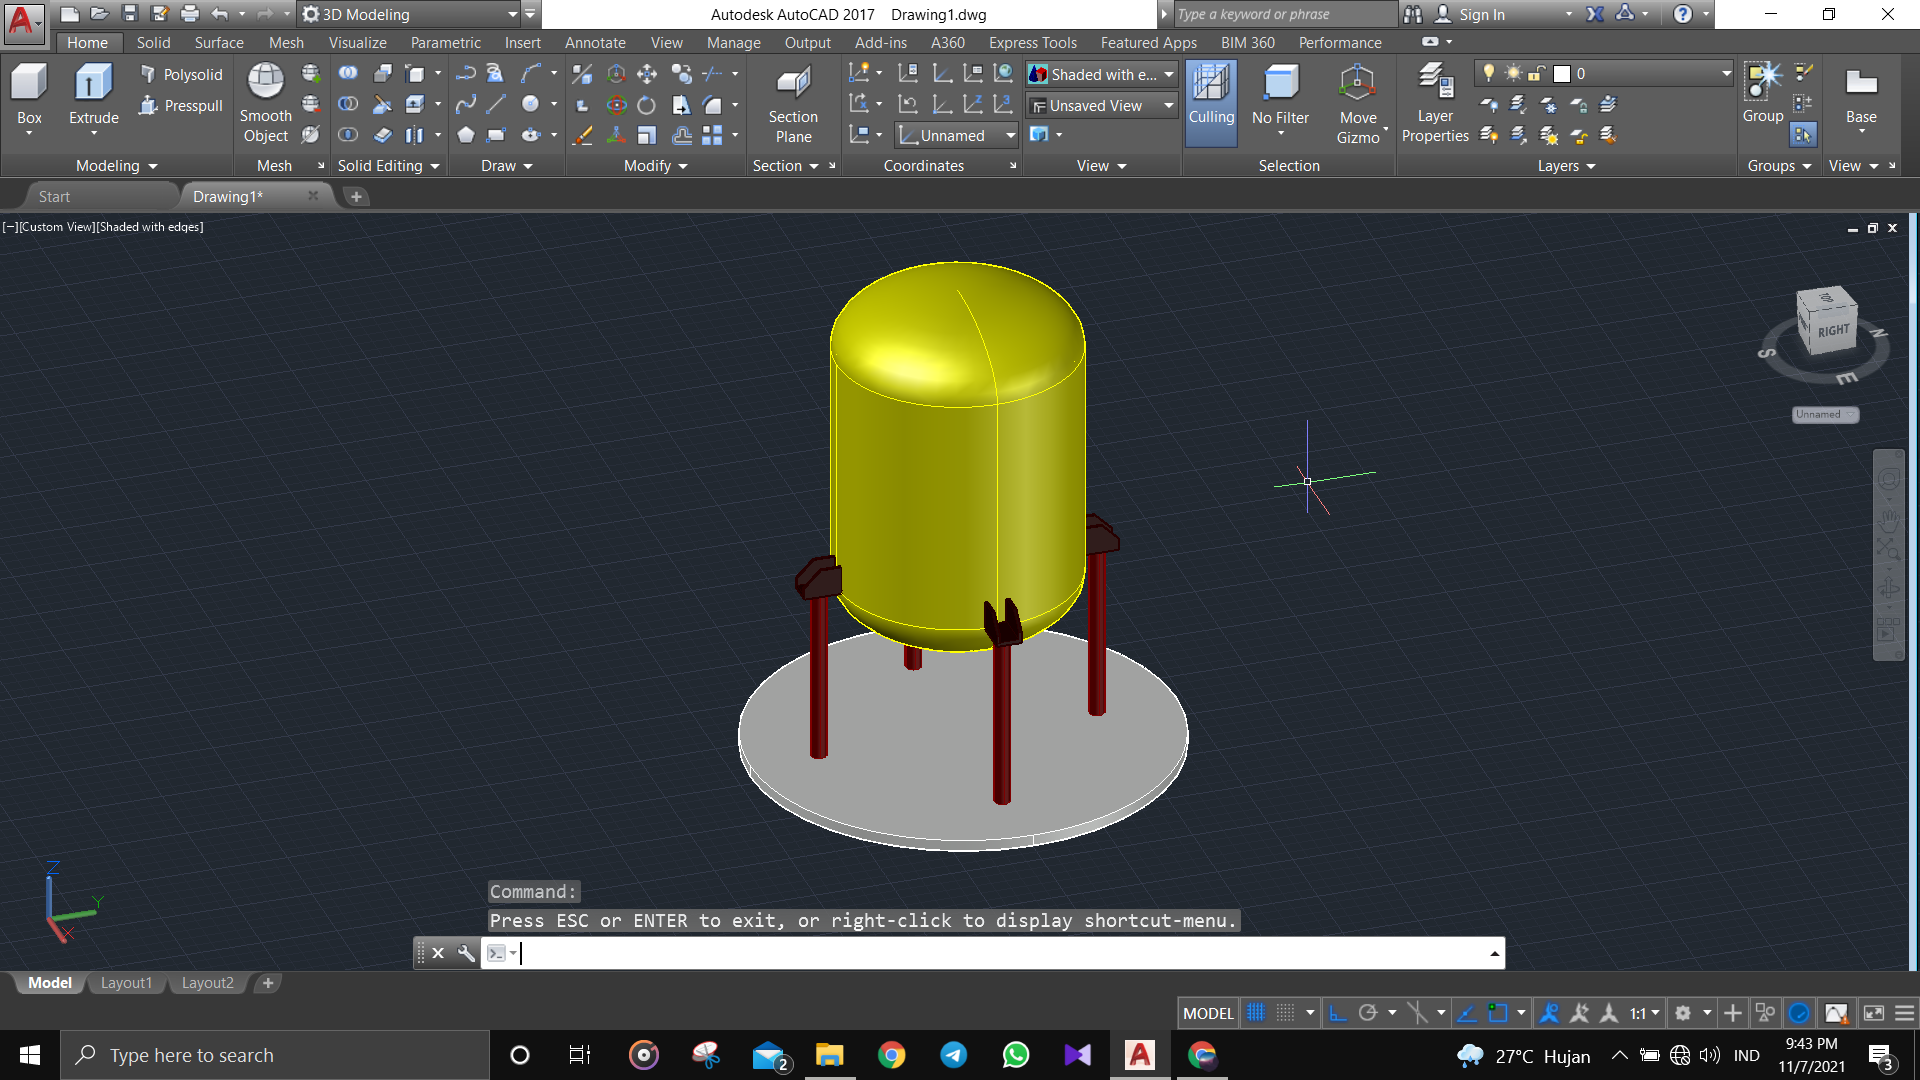 Autodesk AutoCAD 2017 Drawing1.dwg
3D Modeling
Type a keyword or phrase
Sign In
Home Solid Surface Mesh Visualize Parametric Insert Annotate View Manage Output Add-ins A360 Express Tools Featured Apps BIM 360 Performance
Box
Extrude
Polysolid
Presspull
Modeling
Smooth
Object
Mesh
Solid Editing
Draw
Modify
Section
Plane
Section
Unnamed
Coordinates
Shaded with e...
Unsaved View
View
Culling
No Filter
Move
Gizmo
Selection
Layer
Properties
0
Layers
Group
Groups
Base
View
Start
Drawing1*
[−][Custom View][Shaded with edges]
TOP
RIGHT
S
E
N
Unnamed
Z
Y
X
Command:
Press ESC or ENTER to exit, or right-click to display shortcut-menu.
Model Layout1 Layout2
MODEL
1:1
Type here to search
2
27°C Hujan
IND
9:43 PM
11/7/2021
3